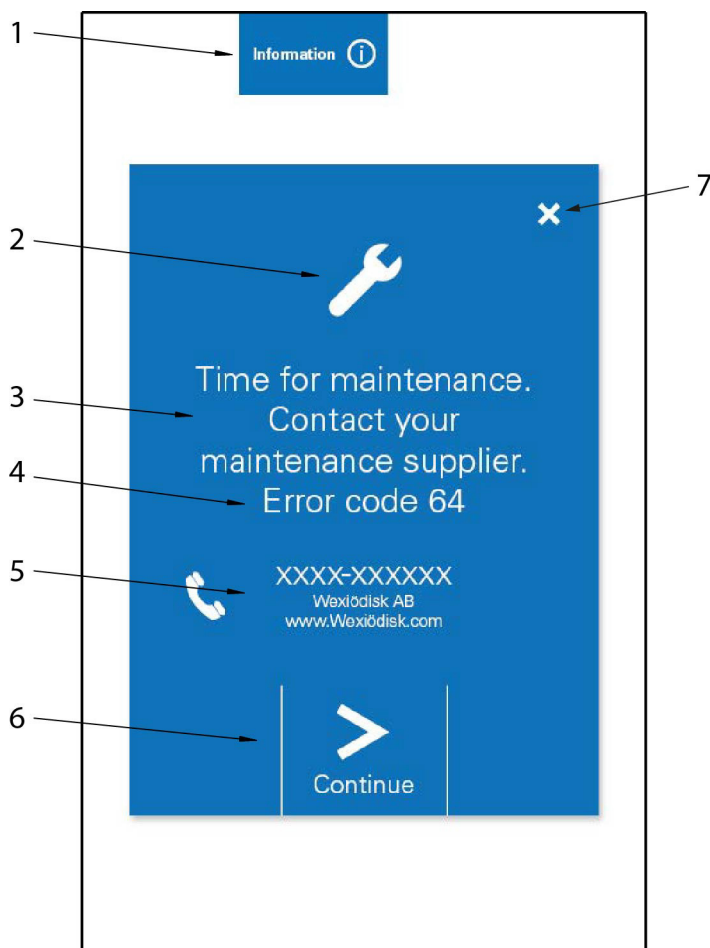 1
Information i
7
2
Time for maintenance.
3
Contact your
maintenance supplier.
4
Error code 64
5
XXXX-XXXXXX
Wexiödisk AB
www.Wexiödisk.com
6
Continue